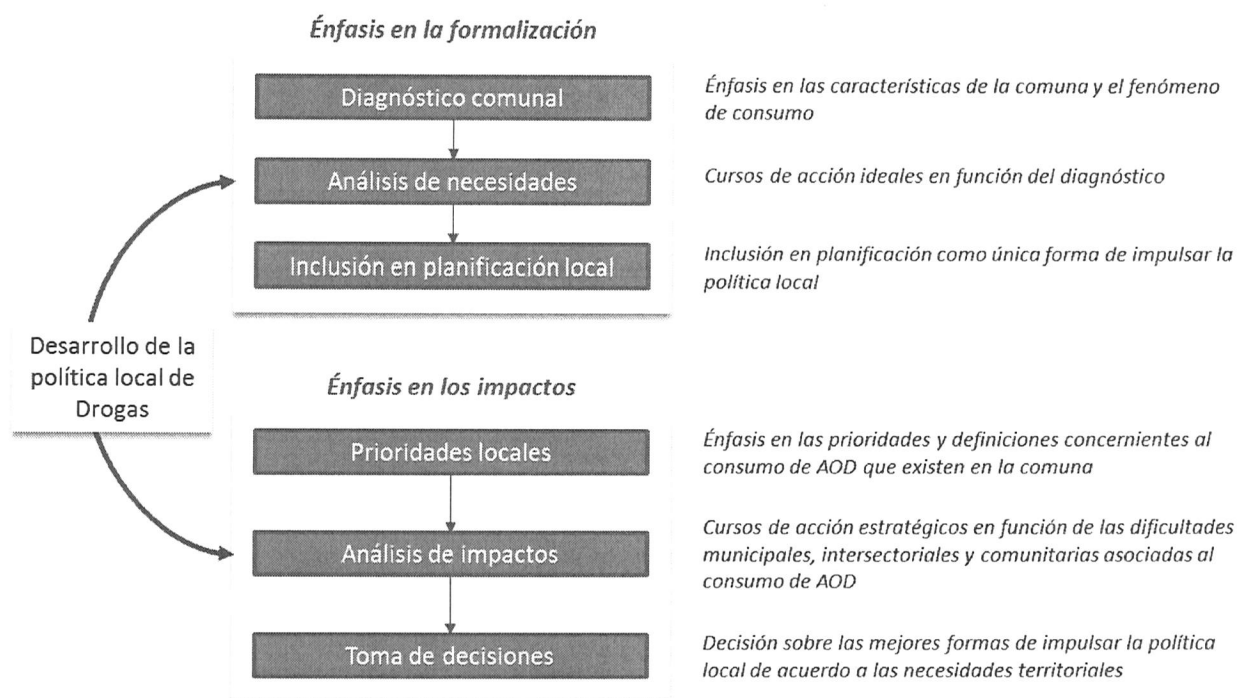 Énfasis en la formalización
Diagnóstico comunal
Énfasis en las características de la comuna y el fenómeno
de consumo
Análisis de necesidades
Cursos de acción ideales en función del diagnóstico
Inclusión en planificación local
Inclusión en planificación como única forma de impulsar la
política local
Desarrollo de la
política local de
Drogas
Énfasis en los impactos
Prioridades locales
Énfasis en las prioridades y definiciones concernientes al
consumo de AOD que existen en la comuna
Análisis de impactos
Cursos de acción estratégicos en función de las dificultades
municipales, intersectoriales y comunitarias asociadas al
consumo de AOD
Toma de decisiones
Decisión sobre las mejores formas de impulsar la política
local de acuerdo a las necesidades territoriales